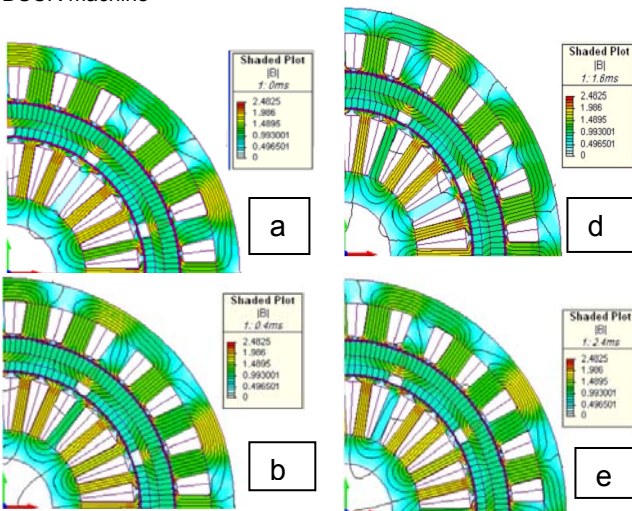 Shaded Plot
|B|
1: 0ms
2.4825
1.986
1.4895
0.993001
0.496501
0
a
Shaded Plot
|B|
1: 1.6ms
2.4825
1.986
1.4895
0.993001
0.496501
0
d
Shaded Plot
|B|
1: 0.4ms
2.4825
1.986
1.4895
0.993001
0.496501
0
b
Shaded Plot
|B|
1: 2.4ms
2.4825
1.986
1.4895
0.993001
0.496501
0
e